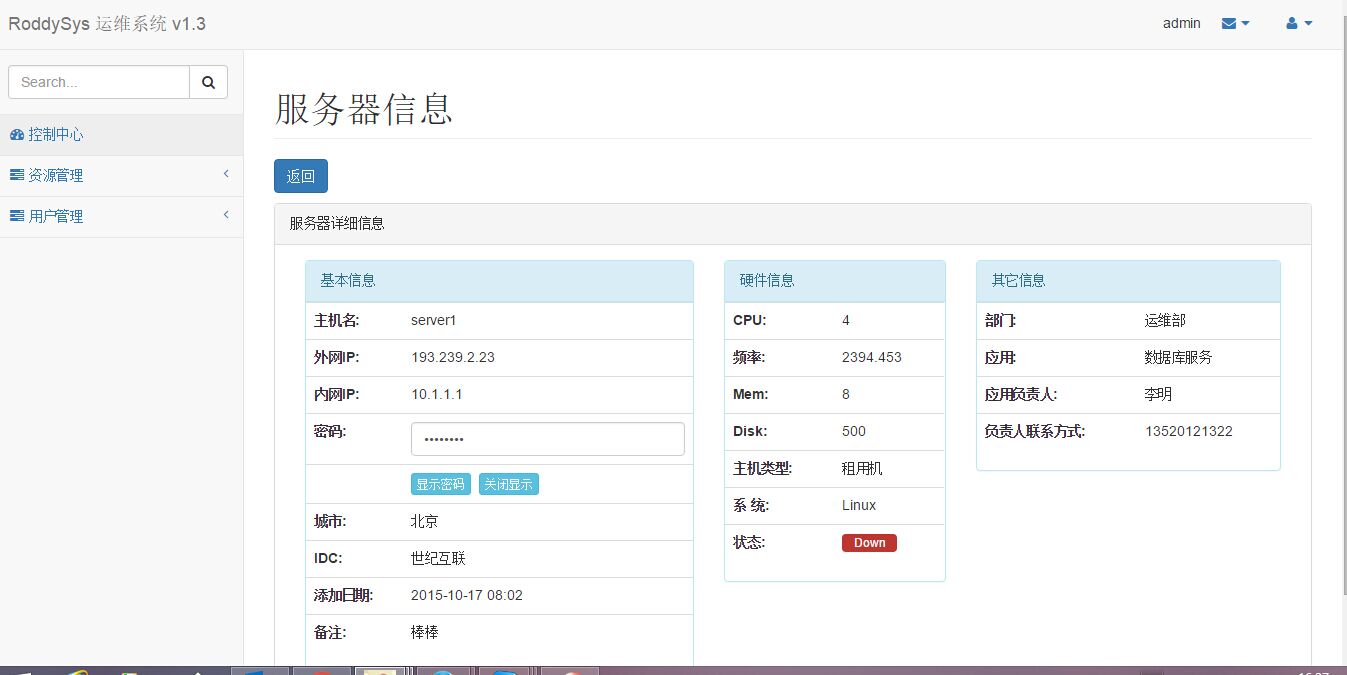 RoddySys 运维系统 v1.3
admin
Search...
控制中心
资源管理
用户管理
服务器信息
返回
服务器详细信息
基本信息
主机名: server1
外网IP: 193.239.2.23
内网IP: 10.1.1.1
密码: ••••••••
显示密码 关闭显示
城市: 北京
IDC: 世纪互联
添加日期: 2015-10-17 08:02
备注: 棒棒
硬件信息
CPU: 4
频率: 2394.453
Mem: 8
Disk: 500
主机类型: 租用机
系 统: Linux
状态: Down
其它信息
部门: 运维部
应用: 数据库服务
应用负责人: 李明
负责人联系方式: 13520121322